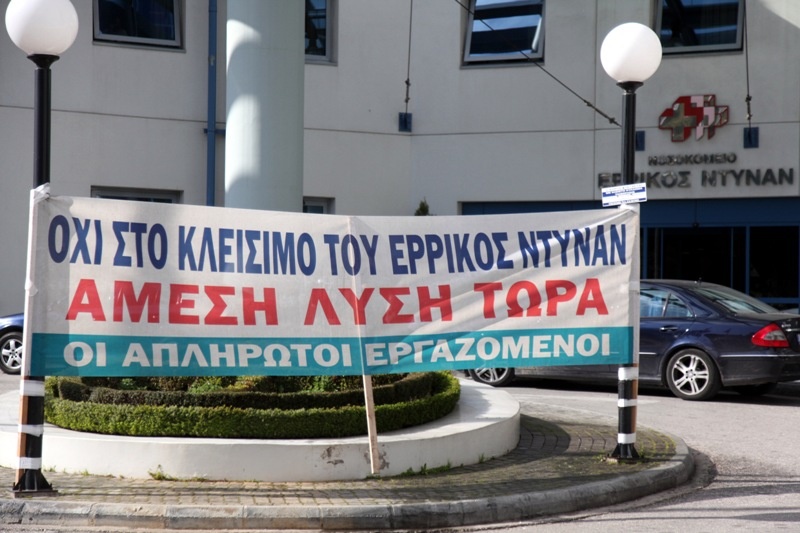 ΝΟΣΟΚΟΜΕΙΟ
ΕΡΡΙΚΟΣ ΝΤΥΝΑΝ
ΟΧΙ ΣΤΟ ΚΛΕΙΣΙΜΟ ΤΟΥ ΕΡΡΙΚΟΣ ΝΤΥΝΑΝ
ΑΜΕΣΗ ΛΥΣΗ ΤΩΡΑ
ΟΙ ΑΠΛΗΡΩΤΟΙ ΕΡΓΑΖΟΜΕΝΟΙ